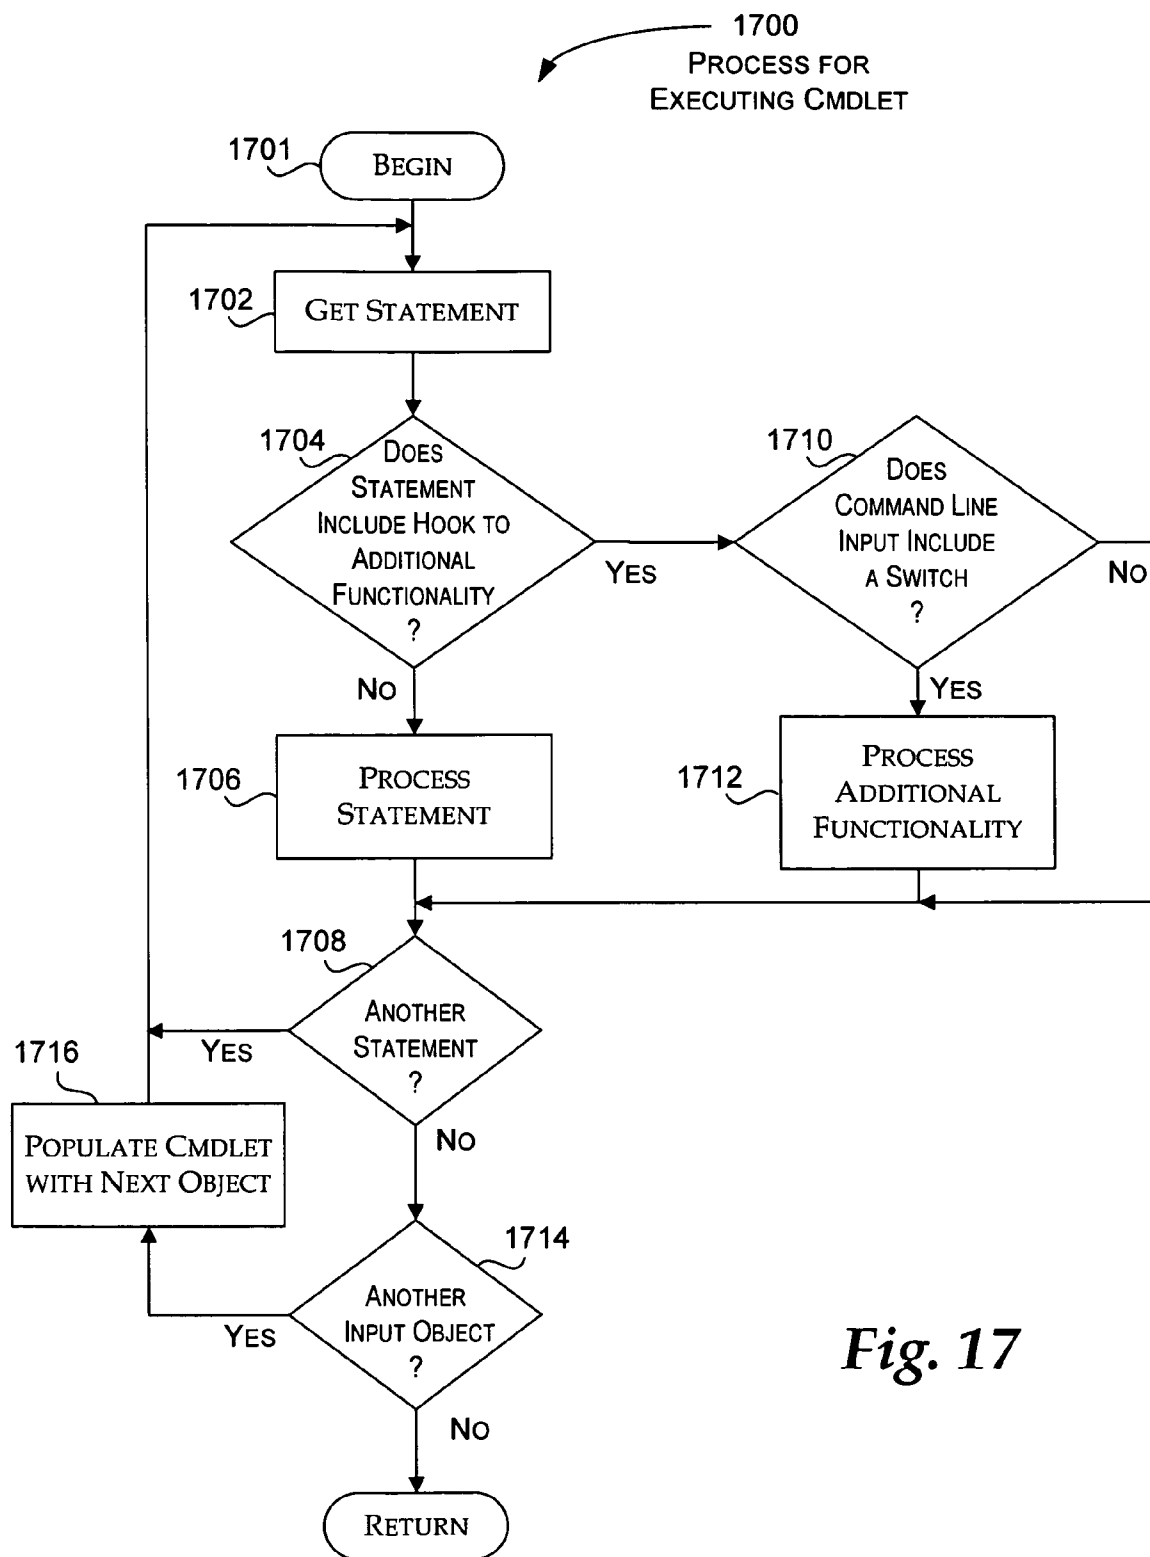 1700
PROCESS FOR
EXECUTING CMDLET
1701
BEGIN
1702
GET STATEMENT
1704
DOES
STATEMENT
INCLUDE HOOK TO
ADDITIONAL
FUNCTIONALITY
?
YES
NO
1710
DOES
COMMAND LINE
INPUT INCLUDE
A SWITCH
?
NO
YES
1706
PROCESS
STATEMENT
1712
PROCESS
ADDITIONAL
FUNCTIONALITY
1708
ANOTHER
STATEMENT
?
YES
NO
1716
POPULATE CMDLET
WITH NEXT OBJECT
1714
ANOTHER
INPUT OBJECT
?
YES
NO
RETURN
Fig. 17